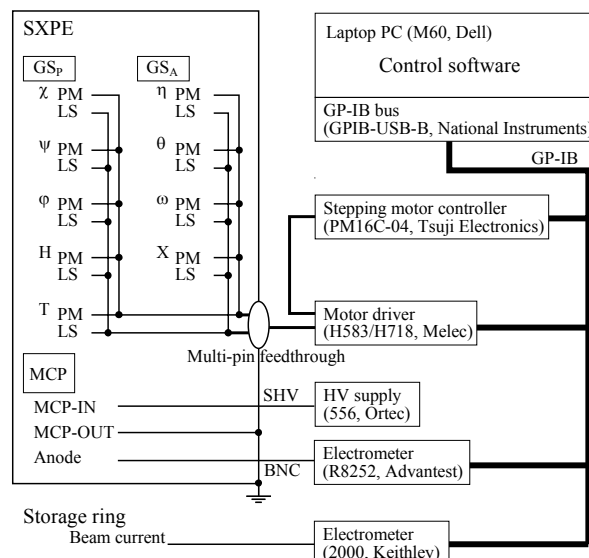 SXPE
GSP
GSA
χ PM
LS
η PM
LS
ψ PM
LS
θ PM
LS
φ PM
LS
ω PM
LS
H PM
LS
X PM
LS
T PM
LS
Multi-pin feedthrough
MCP
MCP-IN
MCP-OUT
Anode
SHV
BNC
Storage ring
Beam current
Laptop PC (M60, Dell)
Control software
GP-IB bus
(GPIB-USB-B, National Instruments)
GP-IB
Stepping motor controller
(PM16C-04, Tsuji Electronics)
Motor driver
(H583/H718, Melec)
HV supply
(556, Ortec)
Electrometer
(R8252, Advantest)
Electrometer
(2000, Keithley)